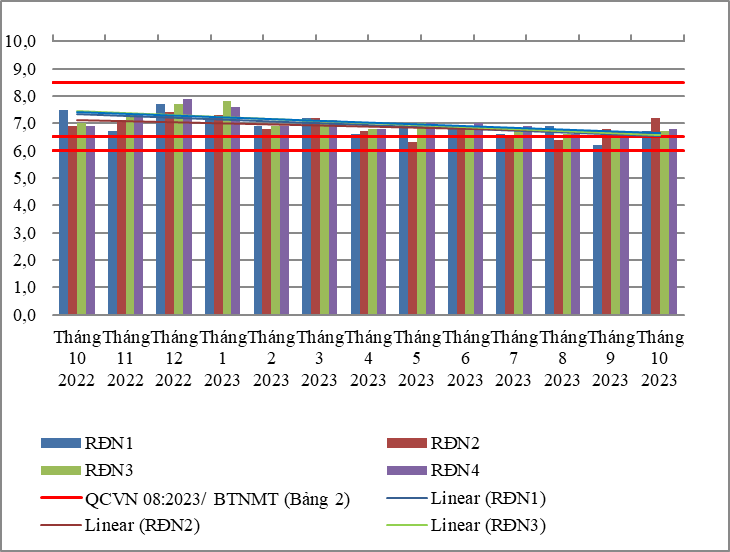 10,0
9,0
8,0
7,0
6,0
5,0
4,0
3,0
2,0
1,0
0,0
Tháng Tháng Tháng Tháng Tháng Tháng Tháng Tháng Tháng Tháng Tháng Tháng Tháng
10 11 12 1 2 3 4 5 6 7 8 9 10
2022 2022 2022 2023 2023 2023 2023 2023 2023 2023 2023 2023 2023
RĐN1 RĐN2
RĐN3 RĐN4
QCVN 08:2023/ BTNMT (Bảng 2) Linear (RĐN1)
Linear (RĐN2) Linear (RĐN3)